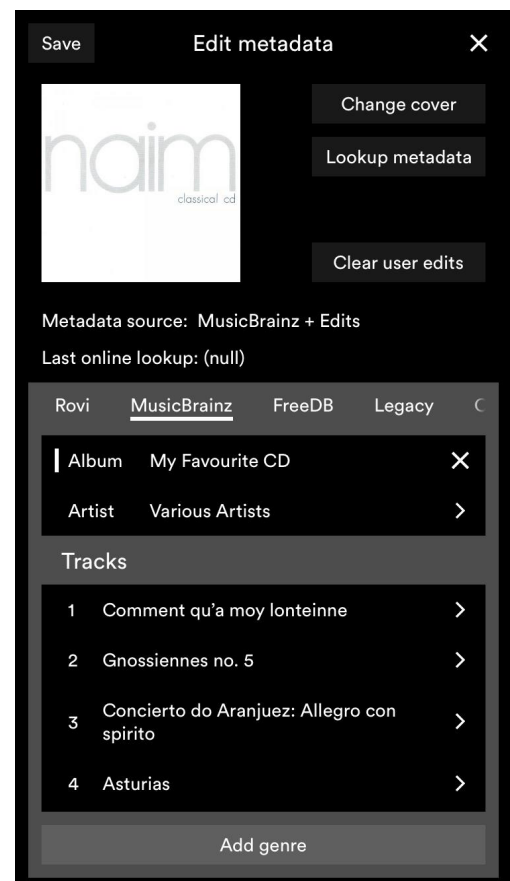 Save
Edit metadata
Change cover
Lookup metadata
Clear user edits
naim
classical cd
Metadata source: MusicBrainz + Edits
Last online lookup: (null)
Rovi
MusicBrainz
FreeDB
Legacy
Album My Favourite CD
Artist Various Artists
Tracks
1 Comment qu'a moy lonteinne
2 Gnossiennes no. 5
3 Concierto do Aranjuez: Allegro con
spirito
4 Asturias
Add genre